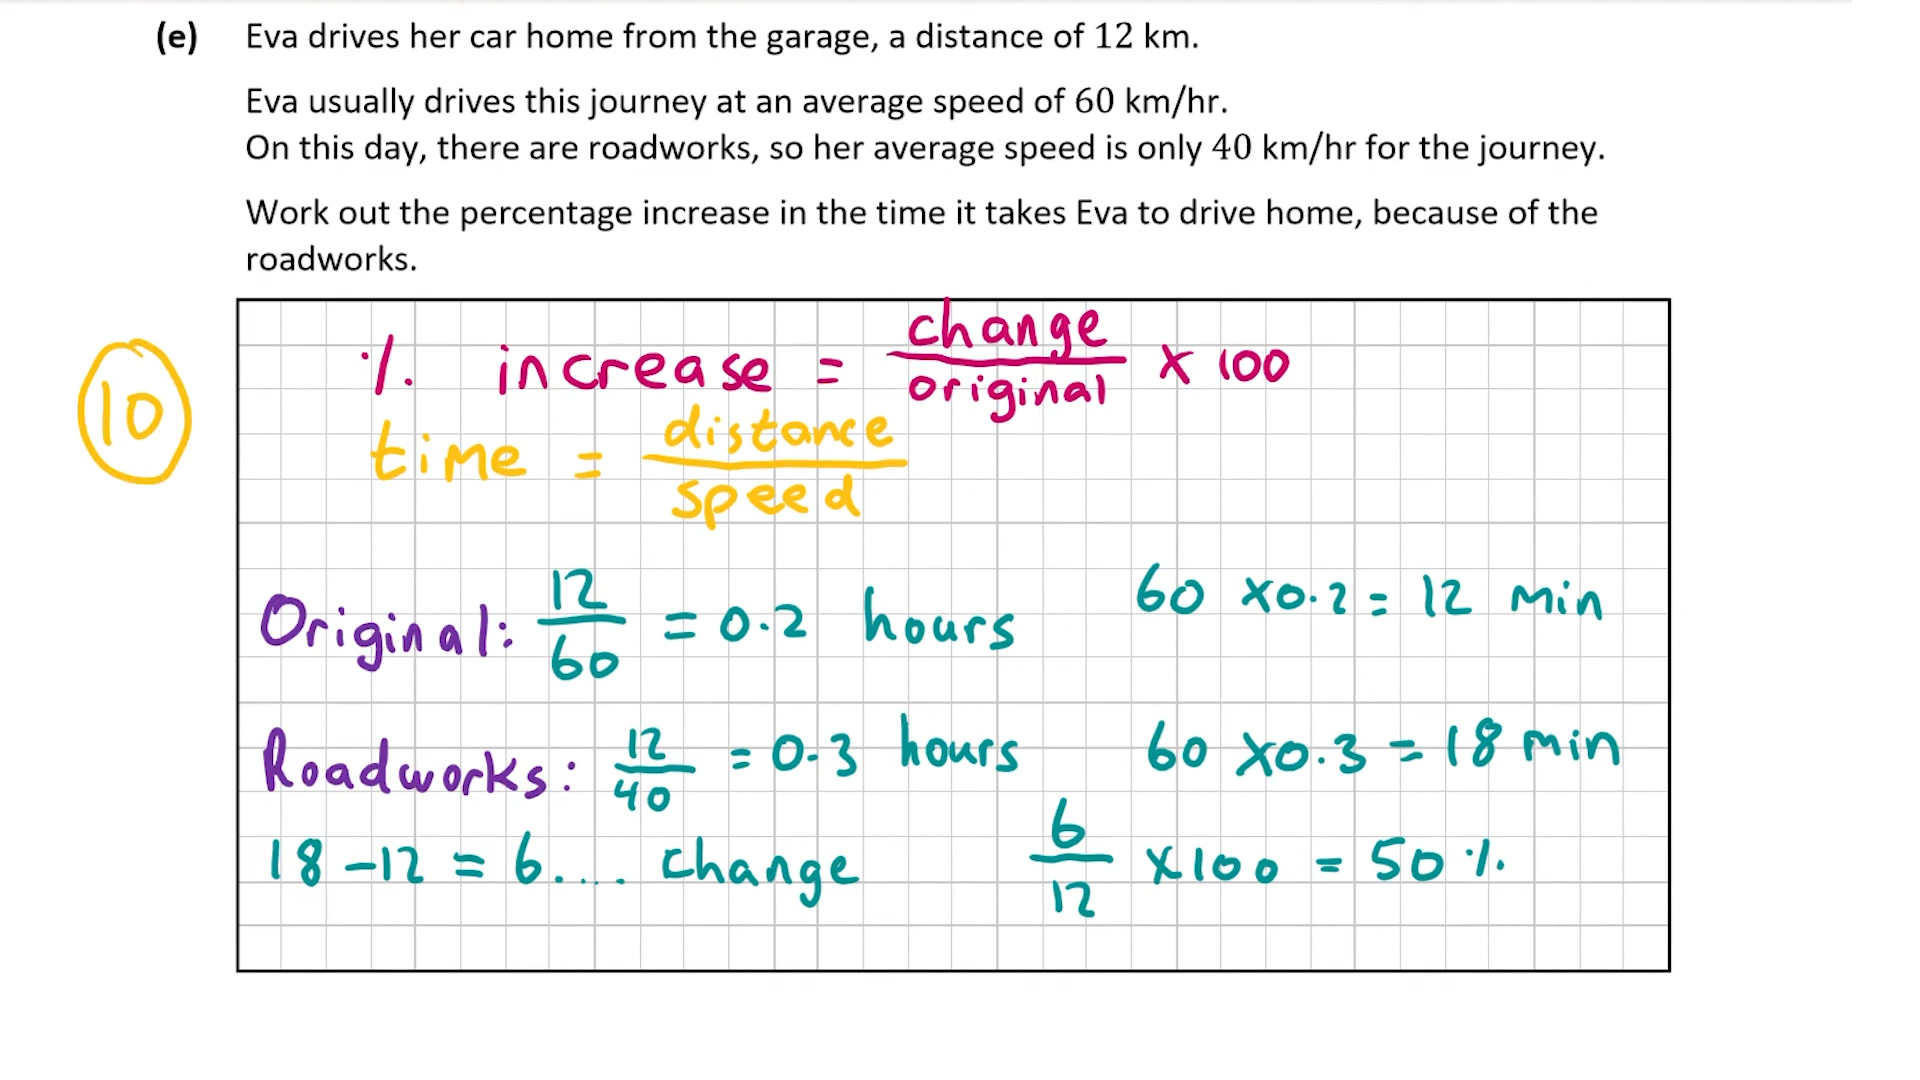 (e) Eva drives her car home from the garage, a distance of 12 km.
Eva usually drives this journey at an average speed of 60 km/hr.
On this day, there are roadworks, so her average speed is only 40 km/hr for the journey.
Work out the percentage increase in the time it takes Eva to drive home, because of the
roadworks.
10
% increase = change/original × 100
time = distance/speed
Original: 12/60 = 0.2 hours 60 × 0.2 = 12 min
Roadworks: 12/40 = 0.3 hours 60 × 0.3 = 18 min
18 - 12 = 6.... change 6/12 × 100 = 50 %